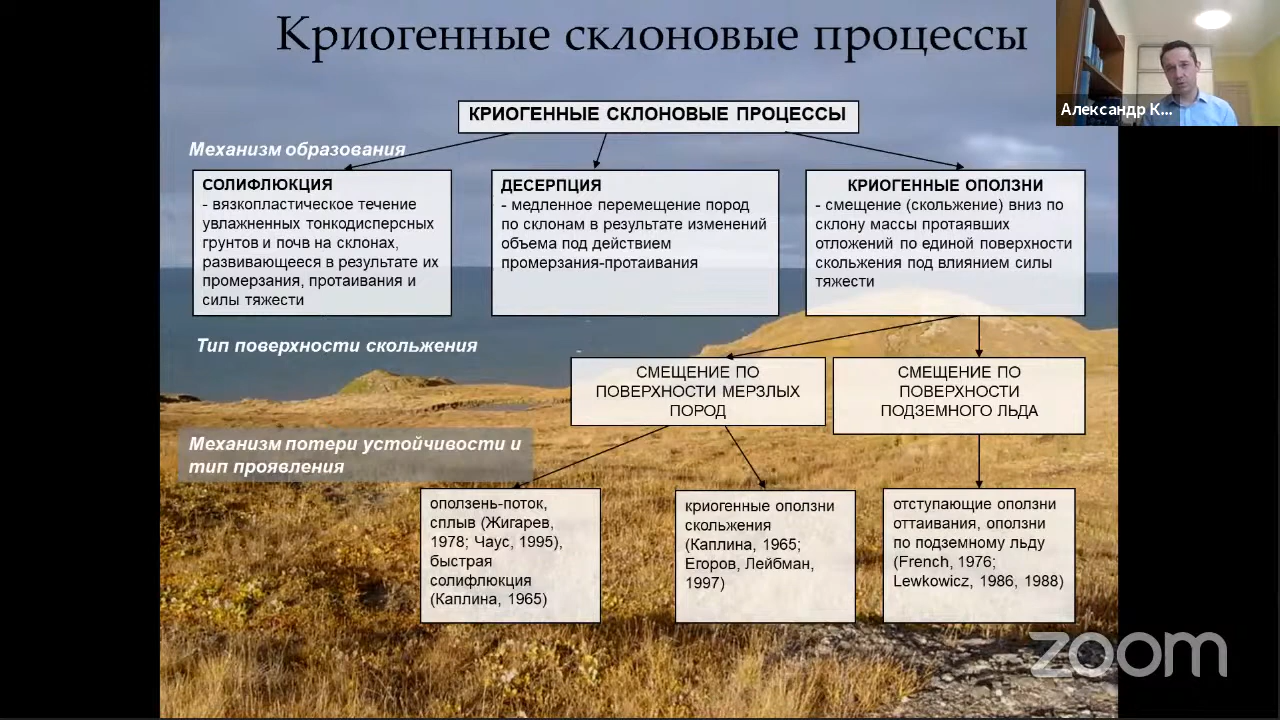 Криогенные склоновые процессы
Александр К...
КРИОГЕННЫЕ СКЛОНОВЫЕ ПРОЦЕССЫ
Механизм образования
СОЛИФЛЮКЦИЯ
- вязкопластическое течение
увлажненных тонкодисперсных
грунтов и почв на склонах,
развивающееся в результате их
промерзания, протаивания и
силы тяжести
ДЕСЕРПЦИЯ
- медленное перемещение пород
по склонам в результате изменений
объема под действием
промерзания-протаивания
КРИОГЕННЫЕ ОПОЛЗНИ
- смещение (скольжение) вниз по
склону массы протаявших
отложений по единой поверхности
скольжения под влиянием силы
тяжести
Тип поверхности скольжения
СМЕЩЕНИЕ ПО
ПОВЕРХНОСТИ МЕРЗЛЫХ
ПОРОД
СМЕЩЕНИЕ ПО
ПОВЕРХНОСТИ
ПОДЗЕМНОГО ЛЬДА
Механизм потери устойчивости и
тип проявления
оползень-поток,
сплыв (Жигарев,
1978; Чаус, 1995),
быстрая
солифлюкция
(Каплина, 1965)
криогенные оползни
скольжения
(Каплина, 1965;
Егоров, Лейбман,
1997)
отступающие оползни
оттаивания, оползни
по подземному льду
(French, 1976;
Lewkowicz, 1986, 1988)
zoom